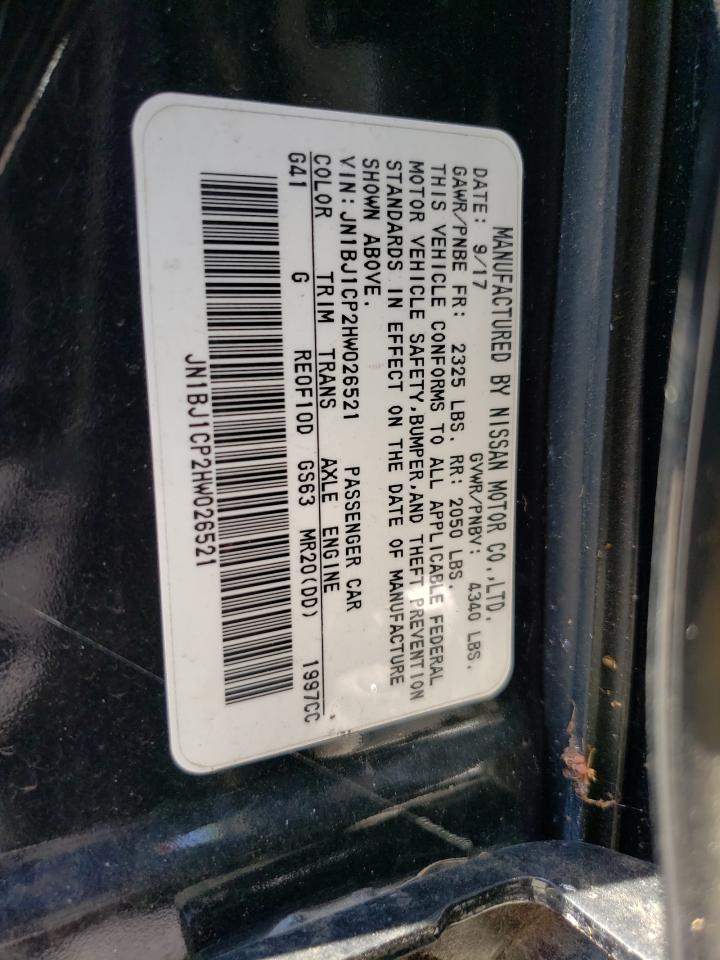 MANUFACTURED BY NISSAN MOTOR CO.,LTD.
DATE: 9/17 GVWR/PNBV: 4340 LBS.
GAWR/PNBE FR: 2325 LBS. RR: 2050 LBS.
THIS VEHICLE CONFORMS TO ALL APPLICABLE FEDERAL
MOTOR VEHICLE SAFETY,BUMPER,AND THEFT PREVENTION
STANDARDS IN EFFECT ON THE DATE OF MANUFACTURE
SHOWN ABOVE.
VIN: JN1BJ1CP2HW026521 PASSENGER CAR
COLOR TRIM TRANS AXLE ENGINE
G41 G RE0F10D GS63 MR20(DD) 1997CC
JN1BJ1CP2HW026521